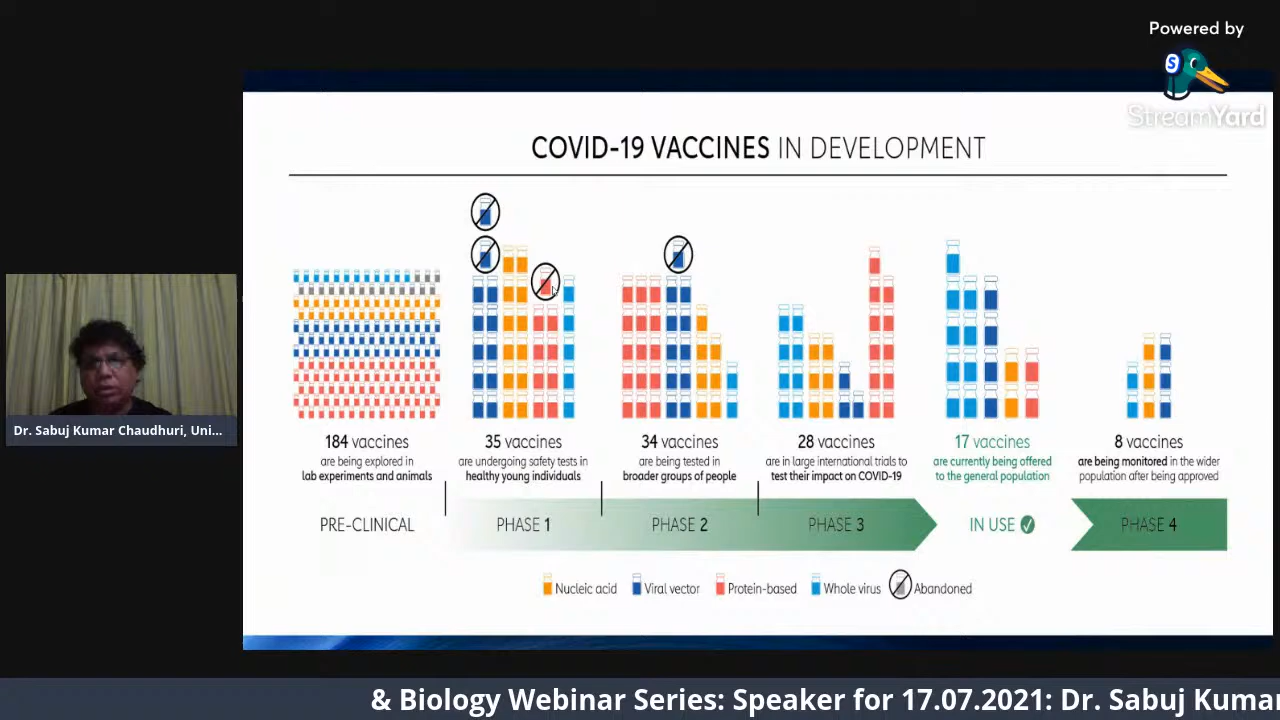 Powered by
S
StreamYard
COVID-19 VACCINES IN DEVELOPMENT
184 vaccines
are being explored in
lab experiments and animals
35 vaccines
are undergoing safety tests in
healthy young individuals
34 vaccines
are being tested in
broader groups of people
28 vaccines
are in large international trials to
test their impact on COVID-19
17 vaccines
are currently being offered
to the general population
8 vaccines
are being monitored in the wider
population after being approved
PRE-CLINICAL
PHASE 1
PHASE 2
PHASE 3
IN USE
PHASE 4
Nucleic acid
Viral vector
Protein-based
Whole virus
Abandoned
Dr. Sabuj Kumar Chaudhuri, Uni...
& Biology Webinar Series: Speaker for 17.07.2021: Dr. Sabuj Kuma